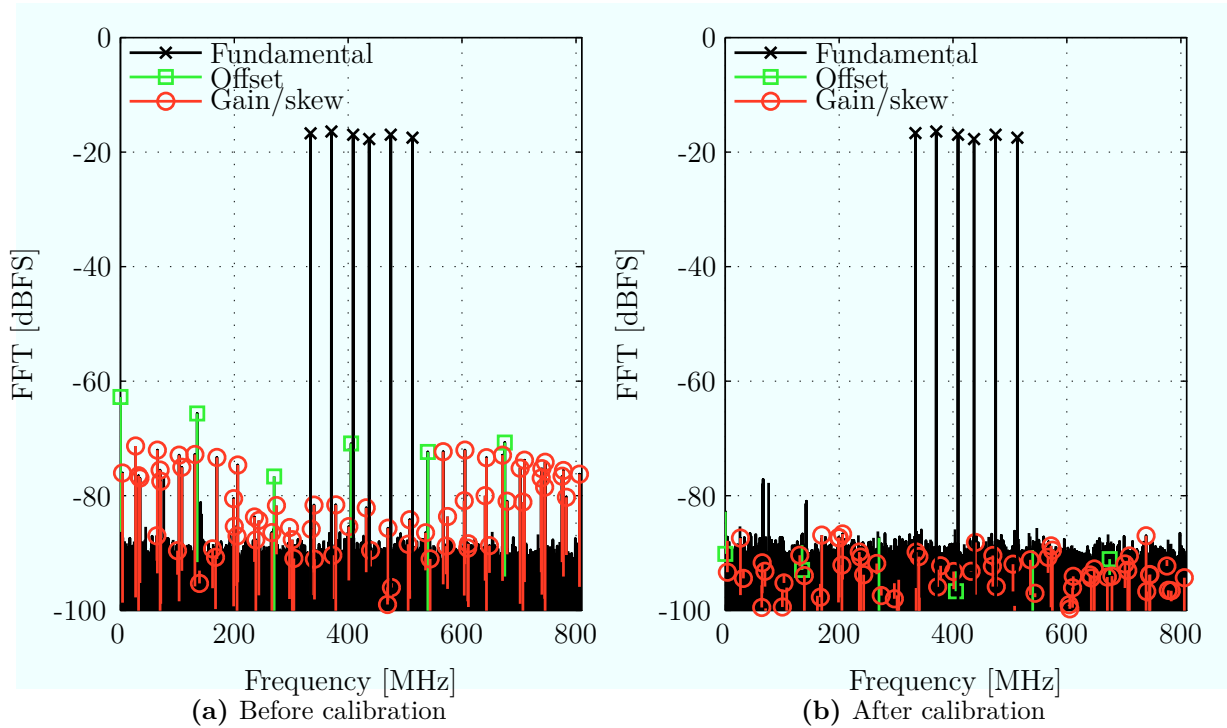 0
-20
-40
-60
-80
-100
FFT [dBFS]
Fundamental
Offset
Gain/skew
0 200 400 600 800
Frequency [MHz]
(a) Before calibration
0
-20
-40
-60
-80
-100
FFT [dBFS]
Fundamental
Offset
Gain/skew
0 200 400 600 800
Frequency [MHz]
(b) After calibration